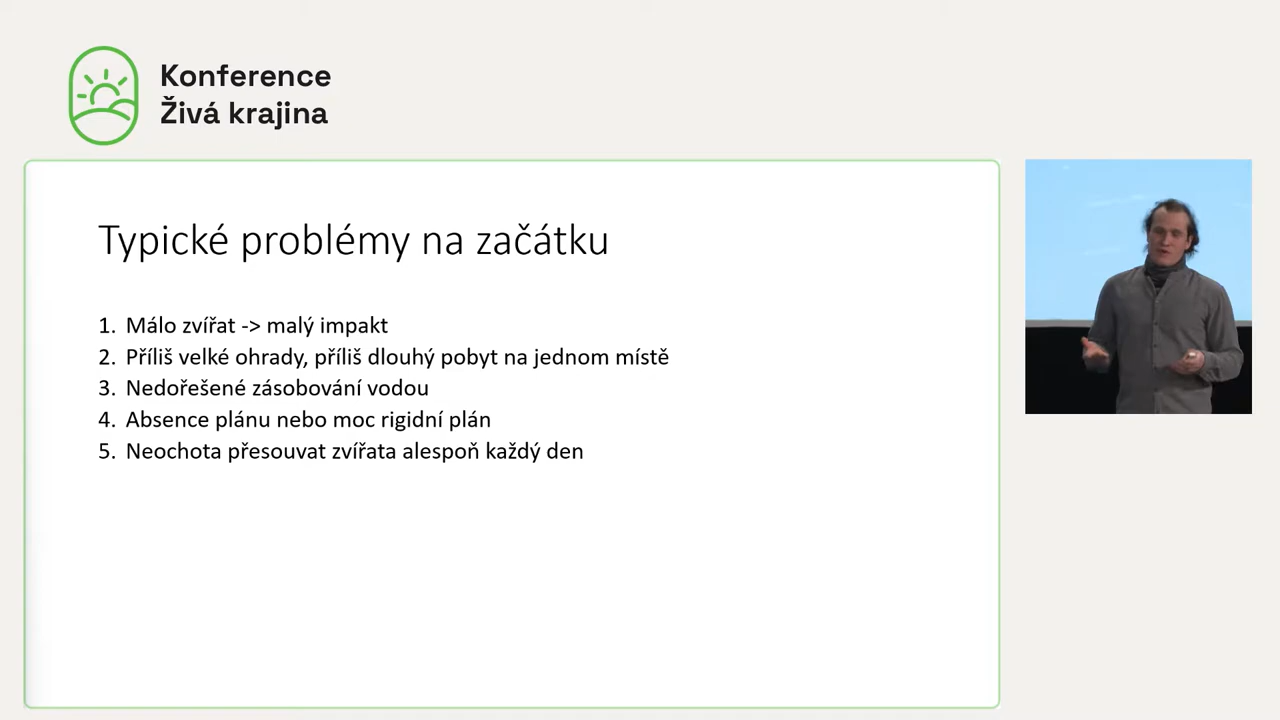 Konference
Živá krajina
Typické problémy na začátku
1. Málo zvířat -> malý impakt
2. Příliš velké ohrady, příliš dlouhý pobyt na jednom místě
3. Nedořešené zásobování vodou
4. Absence plánu nebo moc rigidní plán
5. Neochota přesouvat zvířata alespoň každý den